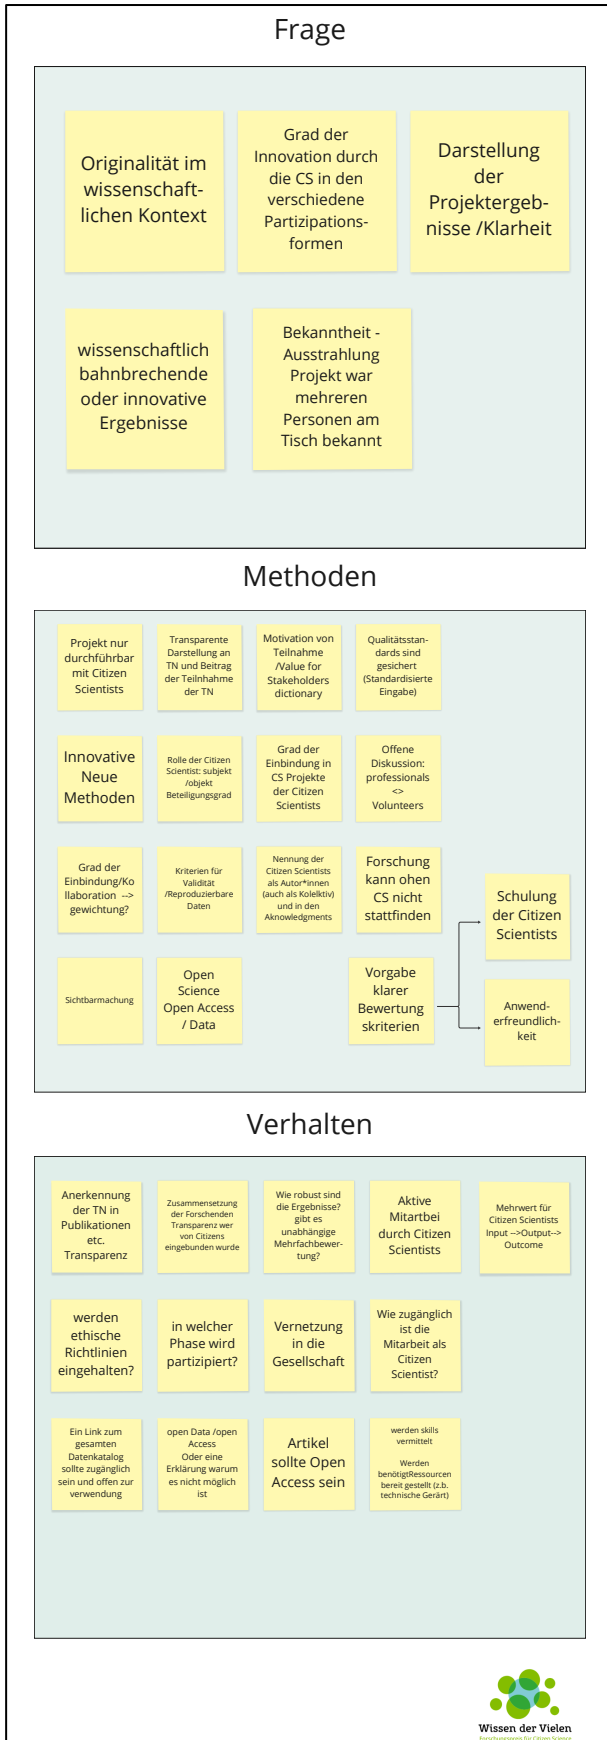 Frage
Originalität im
wissenschaft-
lichen Kontext
Grad der
Innovation durch
die CS in den
verschiedene
Partizipations-
formen
Darstellung
der
Projektergeb-
nisse /Klarheit
wissenschaftlich
bahnbrechende
oder innovative
Ergebnisse
Bekanntheit -
Ausstrahlung
Projekt war
mehreren
Personen am
Tisch bekannt
Methoden
Projekt nur
durchführbar
mit Citizen
Scientists
Transparente
Darstellung an
TN und Beitrag
der Teilnhahme
der TN
Motivation von
Teilnahme
/Value for
Stakeholders
dictionary
Qualitätsstan-
dards sind
gesichert
(Standardisierte
Eingabe)
Innovative
Neue
Methoden
Rolle der Citizen
Scientist: subjekt
/objekt
Beteiligungsgrad
Grad der
Einbindung in
CS Projekte
der Citizen
Scientists
Offene
Diskussion:
professionals
<>
Volunteers
Grad der
Einbindung/Ko
llaboration -->
gewichtung?
Kriterien für
Validität
/Reproduzierbare
Daten
Nennung der
Citizen Scientists
als Autor*innen
(auch als Kolelktiv)
und in den
Aknowledgments
Forschung
kann ohen
CS nicht
stattfinden
Schulung
der Citizen
Scientists
Sichtbarmachung
Open
Science
Open Access
/ Data
Vorgabe
klarer
Bewertung
skriterien
Anwend-
erfreundlich-
keit
Verhalten
Anerkennung
der TN in
Publikationen
etc.
Transparenz
Zusammensetzung
der Forschenden
Transparenz wer
von Citizens
eingebunden wurde
Wie robust sind
die Ergebnisse?
gibt es
unabhängige
Mehrfachbewer-
tung?
Aktive
Mitartbei
durch Citizen
Scientists
Mehrwert für
Citizen Scientists
Input -->Output-->
Outcome
werden
ethische
Richtlinien
eingehalten?
in welcher
Phase wird
partizipiert?
Vernetzung
in die
Gesellschaft
Wie zugänglich
ist die
Mitarbeit als
Citizen
Scientist?
Ein Link zum
gesamten
Datenkatalog
sollte zugänglich
sein und offen zur
verwendung
open Data /open
Access
Oder eine
Erklärung warum
es nicht möglich
ist
Artikel
sollte Open
Access sein
werden skills
vermittelt
Werden
benötigtRessourcen
bereit gestellt (z.b.
technische Gerärt)
Wissen der Vielen
Forschungspreis für Citizen Science